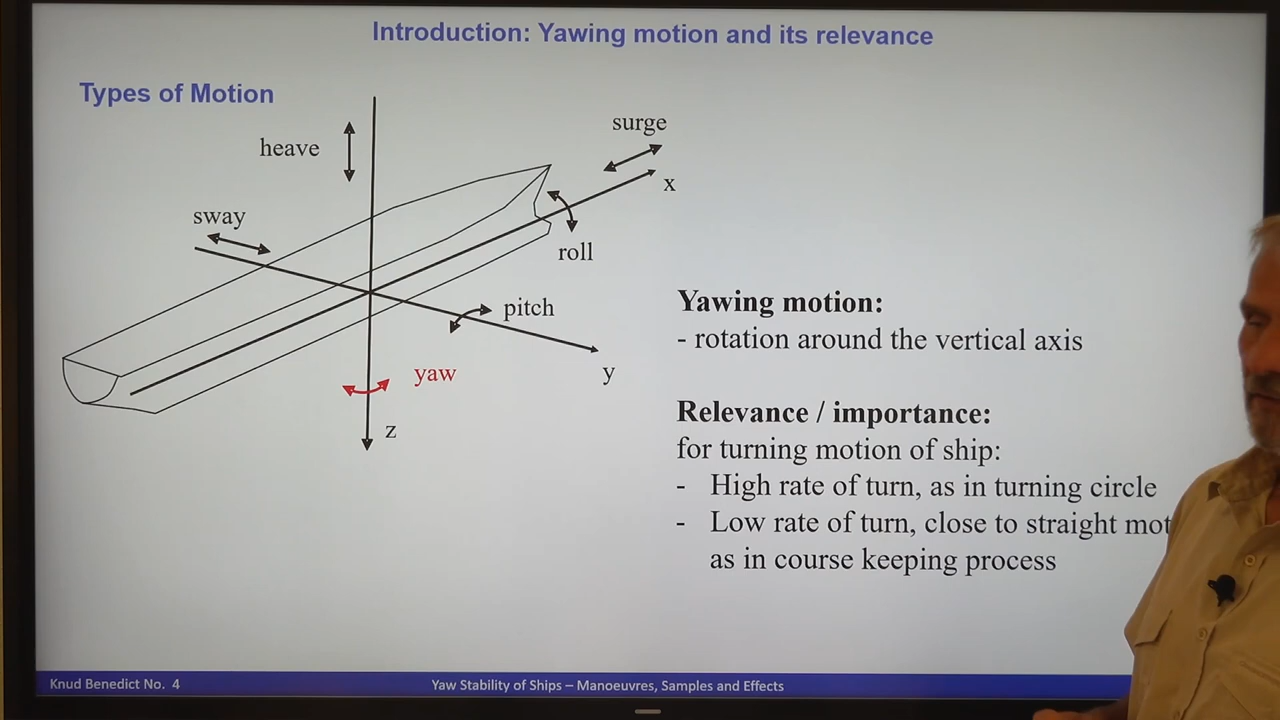 Introduction: Yawing motion and its relevance
Types of Motion
heave
surge
x
sway
roll
pitch
y
yaw
z
Yawing motion:
- rotation around the vertical axis
Relevance / importance:
for turning motion of ship:
- High rate of turn, as in turning circle
- Low rate of turn, close to straight mot
as in course keeping process
Knud Benedict No. 4
Yaw Stability of Ships – Manoeuvres, Samples and Effects